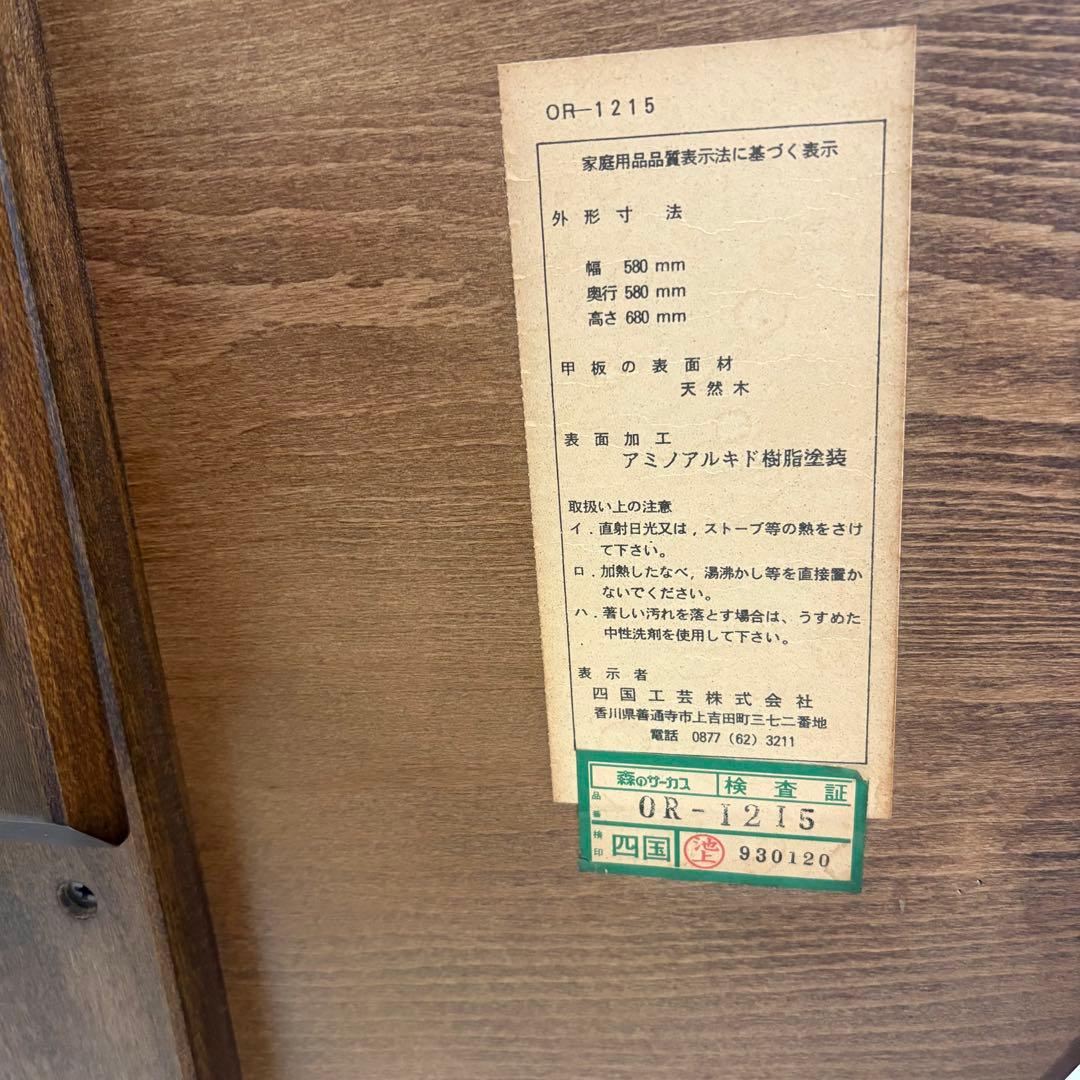 OR-1215
家庭用品品質表示法に基づく表示
外形寸法
幅 580 mm
奥行 580 mm
高さ 680 mm
甲板の表面材
天然木
表面加工
アミノアルキド樹脂塗装
取扱い上の注意
イ.直射日光又は,ストーブ等の熱をさけ
て下さい。
ロ.加熱したなべ,湯沸かし等を直接置か
ないでください。
ハ.著しい汚れを落とす場合は、うすめた
中性洗剤を使用して下さい。
表示者
四国工芸株式会社
香川県善通寺市上吉田町三七二番地
電話 0877 (62) 3211
森のサーカス 検査証
品番 OR-1215
検印 四国 池上 930120